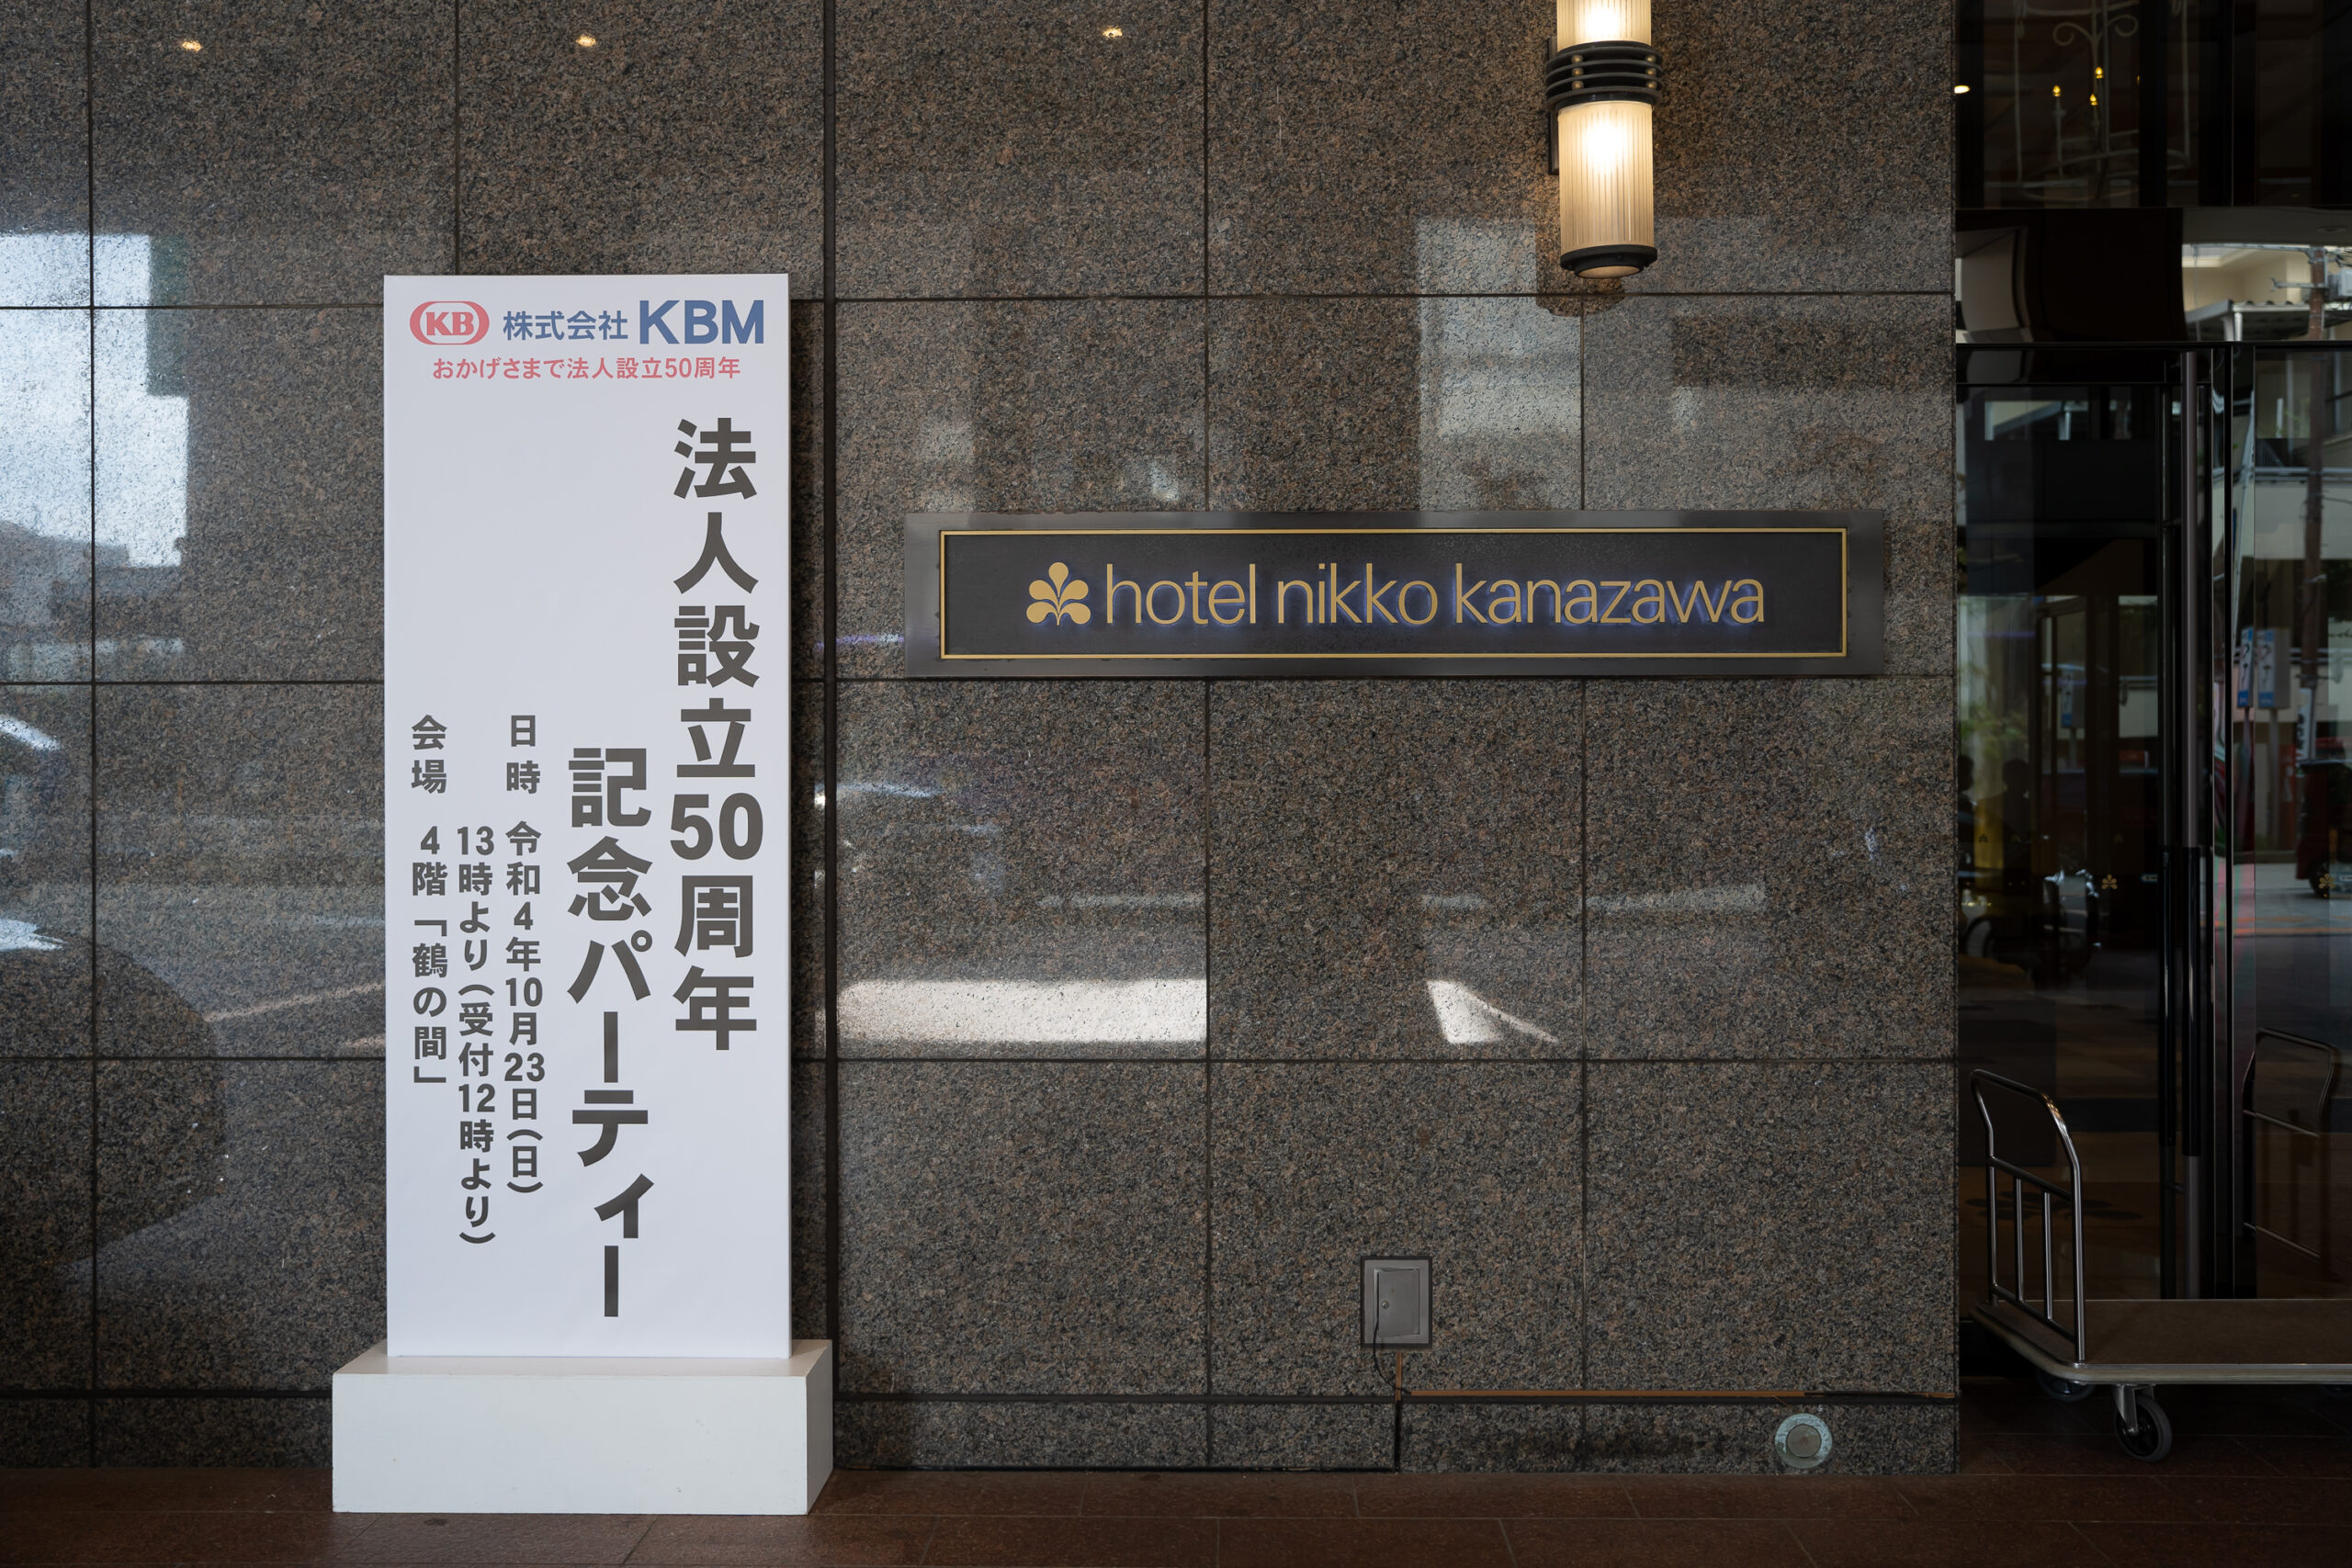 KB 株式会社 KBM
おかげさまで法人設立50周年
法人設立50周年
記念パーティー
日時 令和4年10月23日(日)
13時より(受付12時より)
会場 4階「鶴の間」
hotel nikko kanazawa